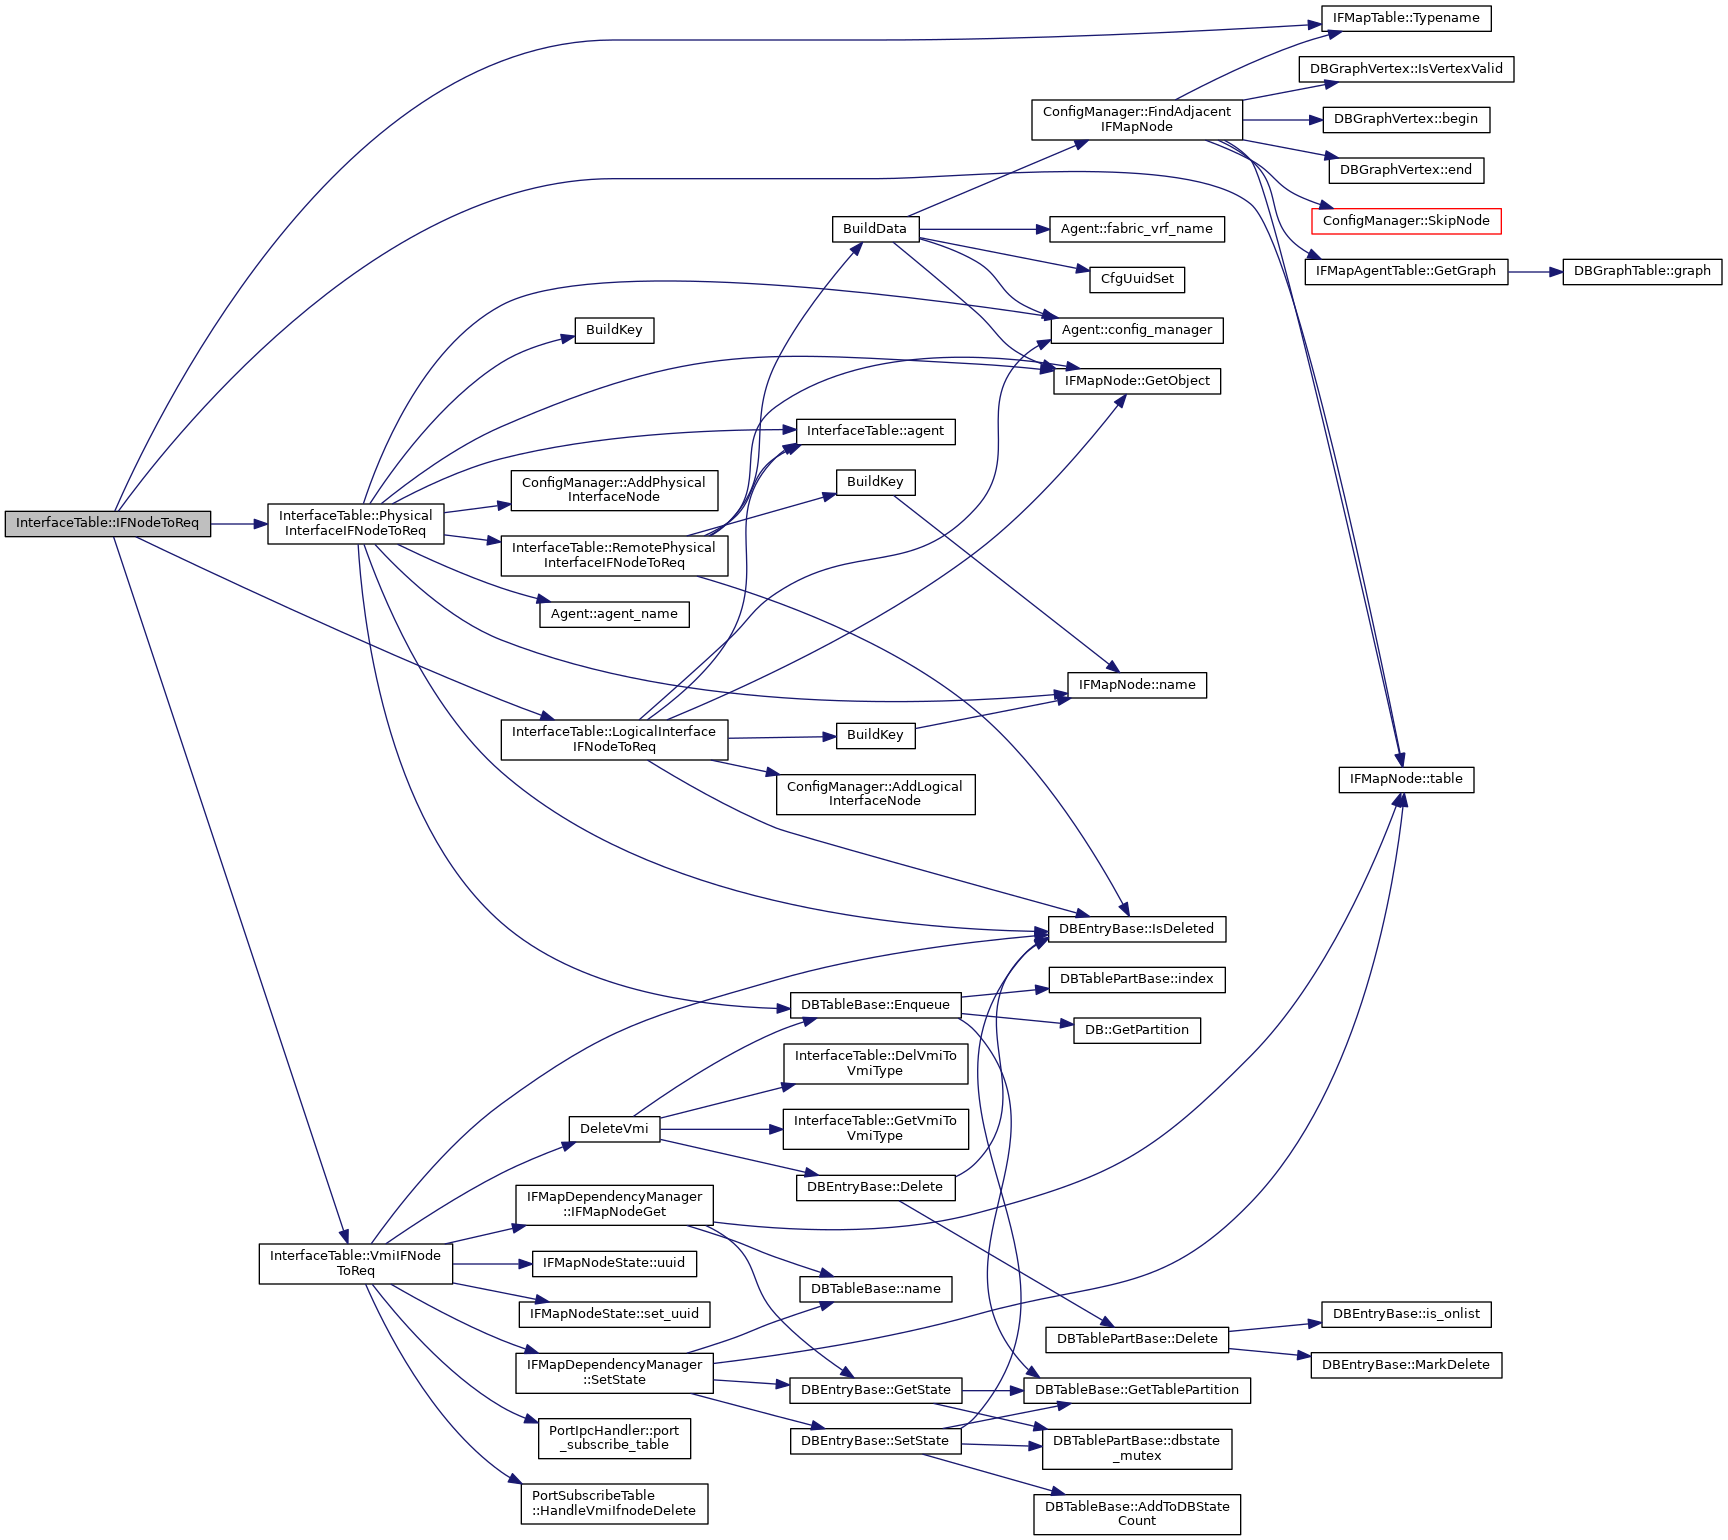 IFMapTable::Typename
DBGraphVertex::IsVertexValid
ConfigManager::FindAdjacent
IFMapNode
DBGraphVertex::begin
DBGraphVertex::end
ConfigManager::SkipNode
BuildData
Agent::fabric_vrf_name
IFMapAgentTable::GetGraph
DBGraphTable::graph
CfgUuidSet
BuildKey
Agent::config_manager
IFMapNode::GetObject
InterfaceTable::agent
ConfigManager::AddPhysical
InterfaceNode
BuildKey
InterfaceTable::IFNodeToReq
InterfaceTable::Physical
InterfaceIFNodeToReq
InterfaceTable::RemotePhysical
InterfaceIFNodeToReq
Agent::agent_name
IFMapNode::name
InterfaceTable::LogicalInterface
IFNodeToReq
BuildKey
ConfigManager::AddLogical
InterfaceNode
IFMapNode::table
DBEntryBase::IsDeleted
DBTablePartBase::index
DBTableBase::Enqueue
DB::GetPartition
InterfaceTable::DelVmiTo
VmiType
DeleteVmi
InterfaceTable::GetVmiTo
VmiType
DBEntryBase::Delete
IFMapDependencyManager
::IFMapNodeGet
InterfaceTable::VmiIFNode
ToReq
IFMapNodeState::uuid
DBTableBase::name
IFMapNodeState::set_uuid
DBEntryBase::is_onlist
DBTablePartBase::Delete
DBEntryBase::MarkDelete
IFMapDependencyManager
::SetState
DBEntryBase::GetState
DBTableBase::GetTablePartition
PortIpcHandler::port
_subscribe_table
DBEntryBase::SetState
DBTablePartBase::dbstate
_mutex
PortSubscribeTable
::HandleVmiIfnodeDelete
DBTableBase::AddToDBState
Count